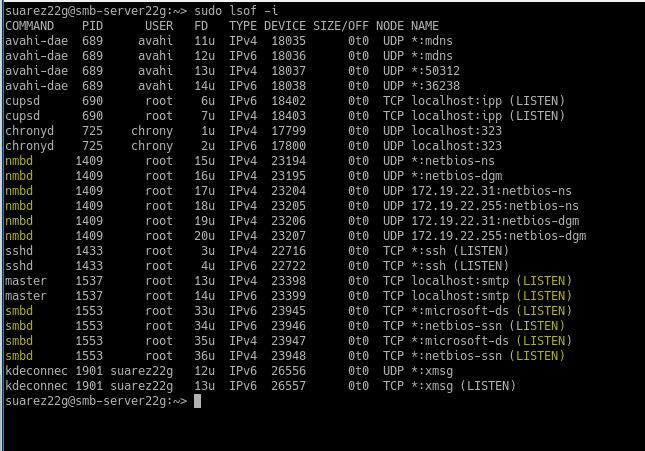 suarez22g@smb-server22g:~> sudo lsof -i
COMMAND    PID      USER   FD   TYPE DEVICE SIZE/OFF NODE NAME
avahi-dae  689     avahi   11u  IPv4  18035      0t0  UDP *:mdns
avahi-dae  689     avahi   12u  IPv6  18036      0t0  UDP *:mdns
avahi-dae  689     avahi   13u  IPv4  18037      0t0  UDP *:50312
avahi-dae  689     avahi   14u  IPv6  18038      0t0  UDP *:36238
cupsd      690      root    6u  IPv6  18402      0t0  TCP localhost:ipp (LISTEN)
cupsd      690      root    7u  IPv4  18403      0t0  TCP localhost:ipp (LISTEN)
chronyd    725    chrony    1u  IPv4  17799      0t0  UDP localhost:323
chronyd    725    chrony    2u  IPv6  17800      0t0  UDP localhost:323
nmbd      1409      root   15u  IPv4  23194      0t0  UDP *:netbios-ns
nmbd      1409      root   16u  IPv4  23195      0t0  UDP *:netbios-dgm
nmbd      1409      root   17u  IPv4  23204      0t0  UDP 172.19.22.31:netbios-ns
nmbd      1409      root   18u  IPv4  23205      0t0  UDP 172.19.22.255:netbios-ns
nmbd      1409      root   19u  IPv4  23206      0t0  UDP 172.19.22.31:netbios-dgm
nmbd      1409      root   20u  IPv4  23207      0t0  UDP 172.19.22.255:netbios-dgm
sshd      1433      root    3u  IPv4  22716      0t0  TCP *:ssh (LISTEN)
sshd      1433      root    4u  IPv6  22722      0t0  TCP *:ssh (LISTEN)
master    1537      root   13u  IPv4  23398      0t0  TCP localhost:smtp (LISTEN)
master    1537      root   14u  IPv6  23399      0t0  TCP localhost:smtp (LISTEN)
smbd      1553      root   33u  IPv6  23945      0t0  TCP *:microsoft-ds (LISTEN)
smbd      1553      root   34u  IPv6  23946      0t0  TCP *:netbios-ssn (LISTEN)
smbd      1553      root   35u  IPv4  23947      0t0  TCP *:microsoft-ds (LISTEN)
smbd      1553      root   36u  IPv4  23948      0t0  TCP *:netbios-ssn (LISTEN)
kdeconnec 1901 suarez22g   12u  IPv6  26556      0t0  UDP *:xmsg
kdeconnec 1901 suarez22g   13u  IPv6  26557      0t0  TCP *:xmsg (LISTEN)
suarez22g@smb-server22g:~>